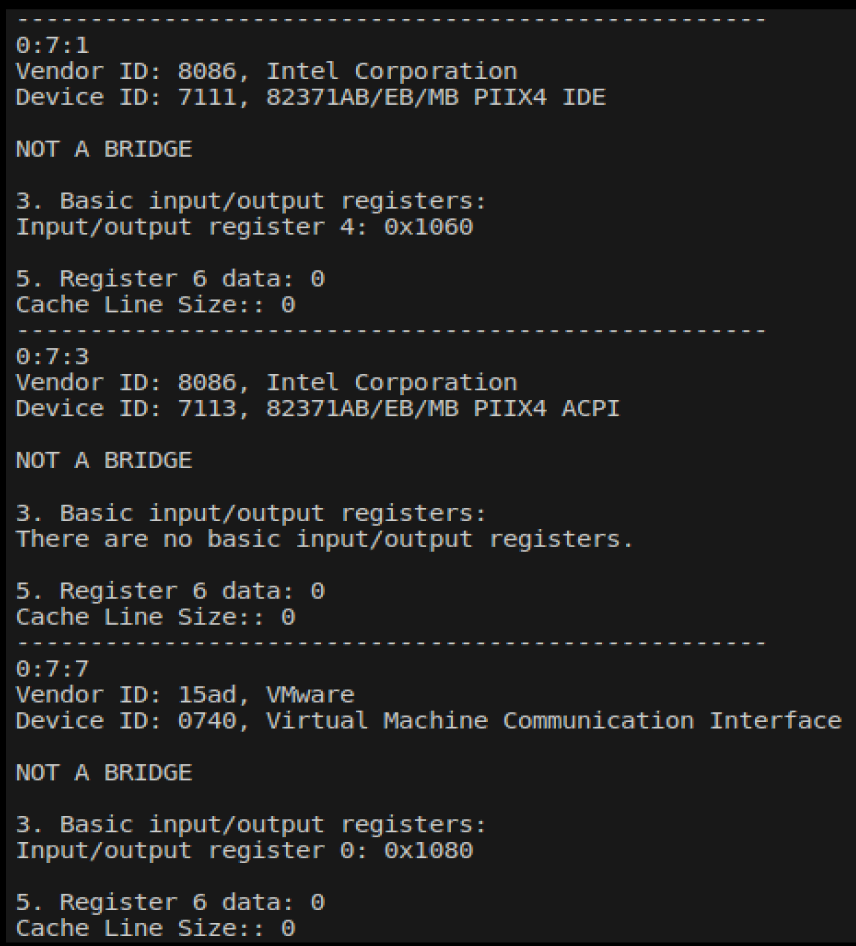 ---------------------------------------------------
0:7:1
Vendor ID: 8086, Intel Corporation
Device ID: 7111, 82371AB/EB/MB PIIX4 IDE
NOT A BRIDGE
3. Basic input/output registers:
Input/output register 4: 0x1060
5. Register 6 data: 0
Cache Line Size:: 0
---------------------------------------------------
0:7:3
Vendor ID: 8086, Intel Corporation
Device ID: 7113, 82371AB/EB/MB PIIX4 ACPI
NOT A BRIDGE
3. Basic input/output registers:
There are no basic input/output registers.
5. Register 6 data: 0
Cache Line Size:: 0
---------------------------------------------------
0:7:7
Vendor ID: 15ad, VMware
Device ID: 0740, Virtual Machine Communication Interface
NOT A BRIDGE
3. Basic input/output registers:
Input/output register 0: 0x1080
5. Register 6 data: 0
Cache Line Size:: 0